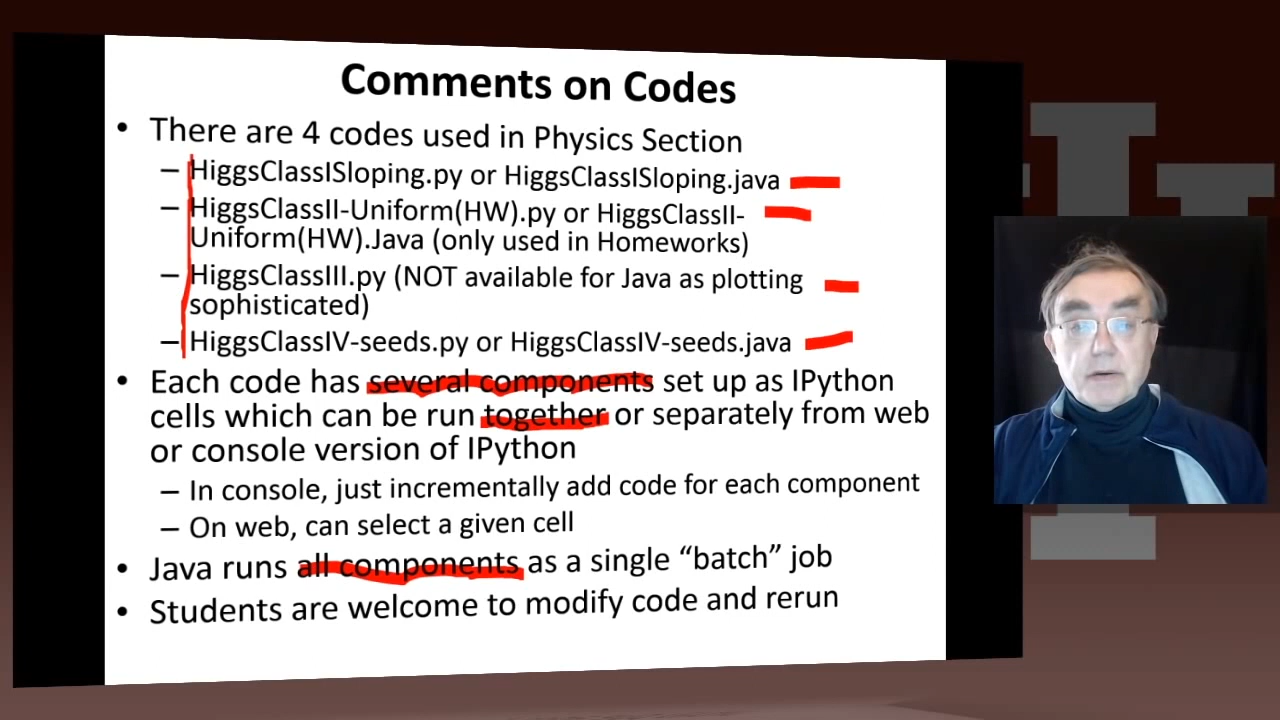 Comments on Codes
• There are 4 codes used in Physics Section
– HiggsClassISloping.py or HiggsClassISloping.java
– HiggsClassII-Uniform(HW).py or HiggsClassII-
Uniform(HW).Java (only used in Homeworks)
– HiggsClassIII.py (NOT available for Java as plotting
sophisticated)
– HiggsClassIV-seeds.py or HiggsClassIV-seeds.java
• Each code has several components set up as IPython
cells which can be run together or separately from web
or console version of IPython
– In console, just incrementally add code for each component
– On web, can select a given cell
• Java runs all components as a single “batch” job
• Students are welcome to modify code and rerun